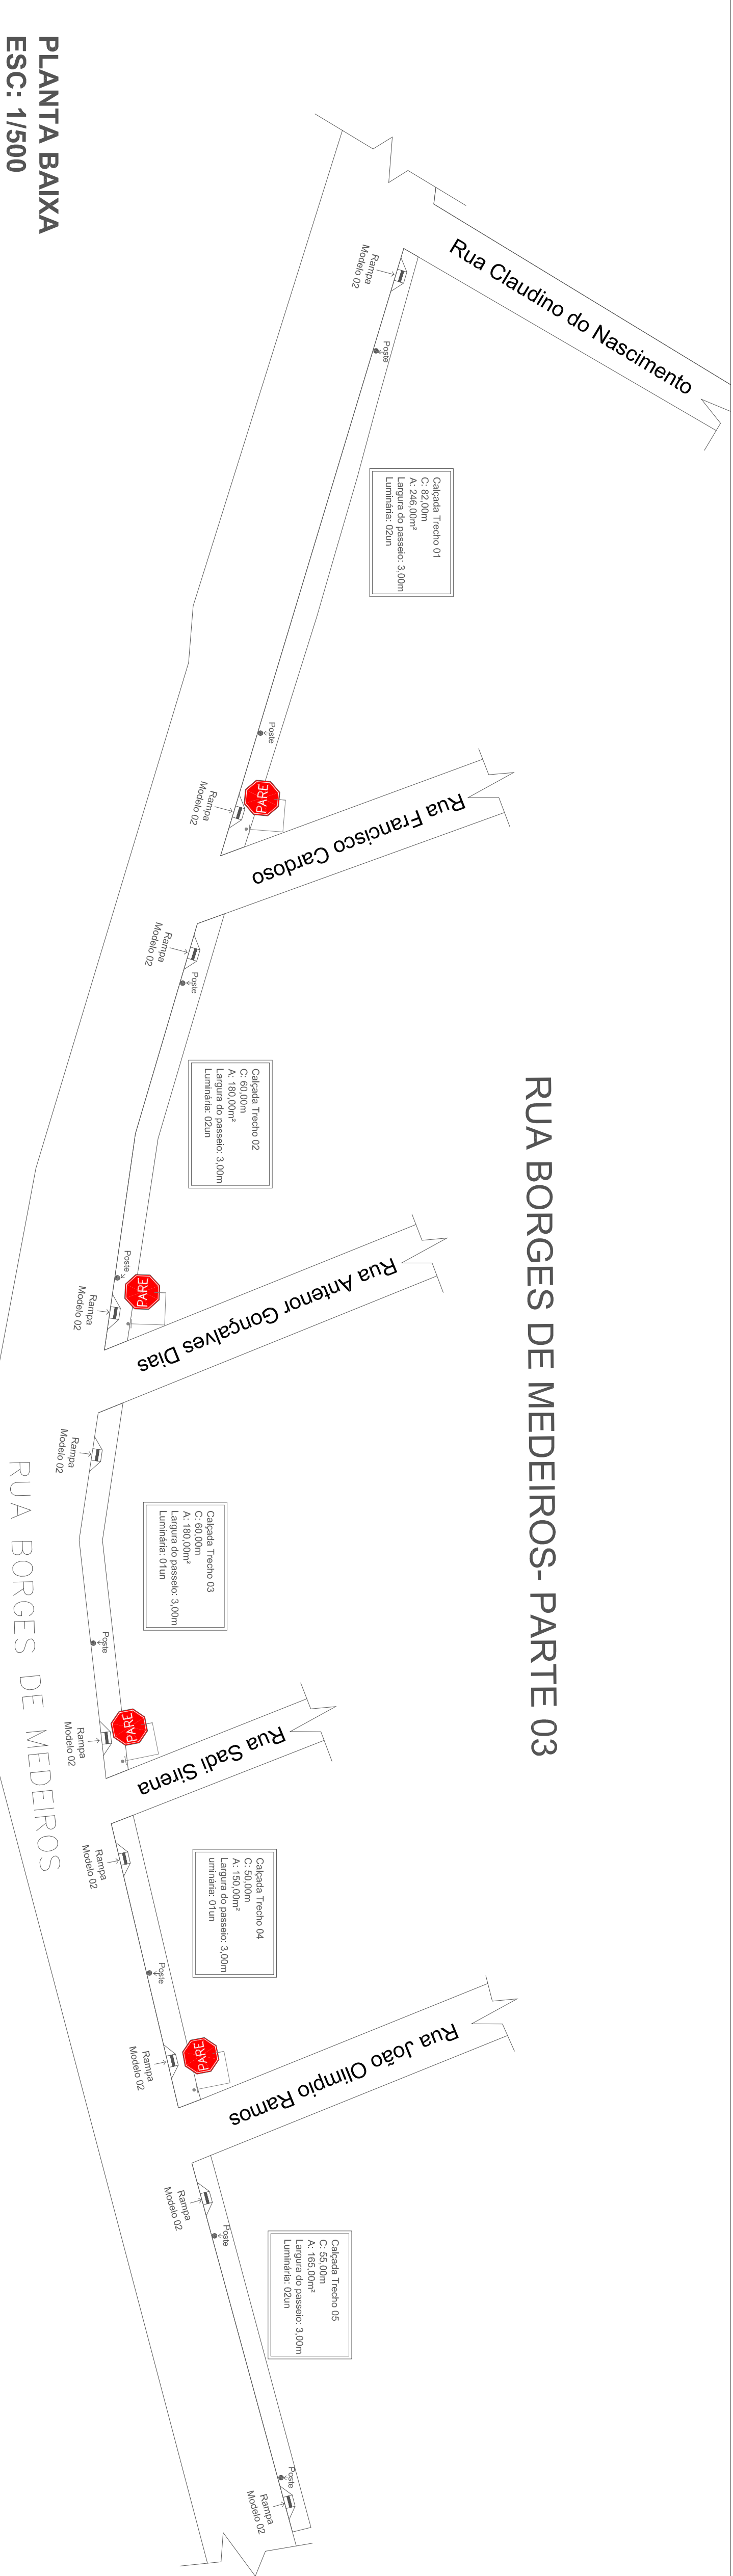 RUA BORGES DE MEDEIROS- PARTE 03
Rua Claudino do Nascimento
Rampa
Modelo 02
Poste
Calçada Trecho 01
C: 82,00m
A: 246,00m²
Largura do passeio: 3,00m
Luminária: 02un
Poste
PARE
Rampa
Modelo 02
Rua Francisco Cardoso
Rampa
Modelo 02
Poste
Calçada Trecho 02
C: 60,00m
A: 180,00m²
Largura do passeio: 3,00m
Luminária: 02un
Poste
PARE
Rampa
Modelo 02
Rua Antenor Gonçalves Dias
Rampa
Modelo 02
Calçada Trecho 03
C: 60,00m
A: 180,00m²
Largura do passeio: 3,00m
Luminária: 01un
Poste
PARE
Rampa
Modelo 02
Rua Sadi Sirena
Rampa
Modelo 02
Calçada Trecho 04
C: 50,00m
A: 150,00m²
Largura do passeio: 3,00m
uminária: 01un
Poste
PARE
Rampa
Modelo 02
Rua João Olimpio Ramos
Rampa
Modelo 02
Poste
Calçada Trecho 05
C: 55,00m
A: 165,00m²
Largura do passeio: 3,00m
Luminária: 02un
Poste
Rampa
Modelo 02
RUA BORGES DE MEDEIROS
PLANTA BAIXA
ESC: 1/500